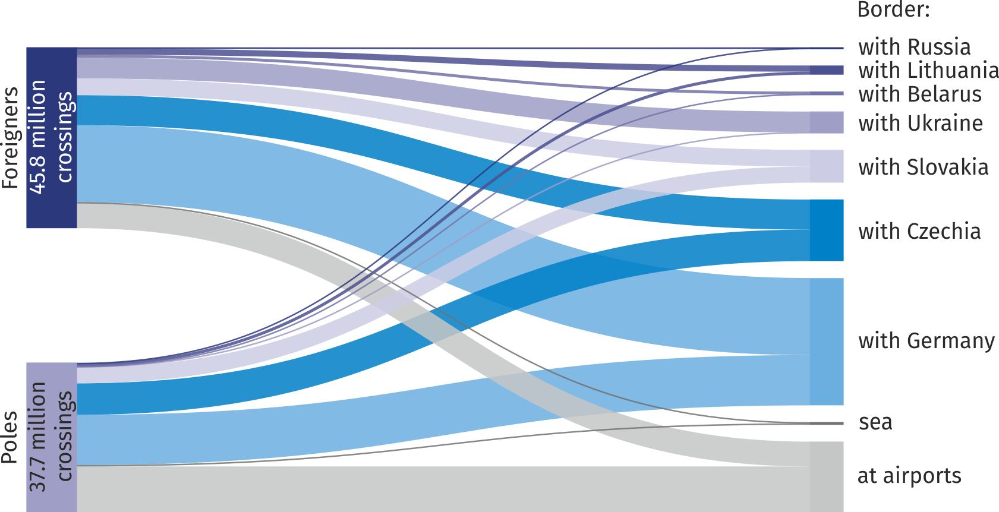 Border:
with Russia
with Lithuania
with Belarus
with Ukraine
with Slovakia
with Czechia
with Germany
sea
at airports
Foreigners
45.8 million
crossings
Poles
37.7 million
crossings